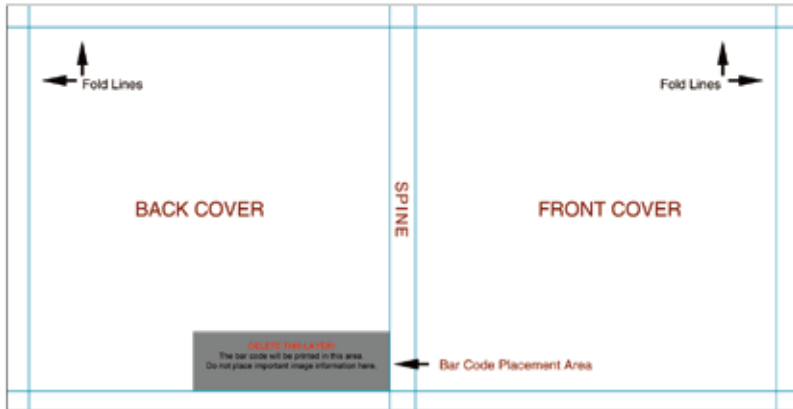 Fold Lines
Fold Lines
BACK COVER
SPINE
FRONT COVER
DELETE THIS LAYER!
The bar code will be printed in this area.
Do not place important image information here.
Bar Code Placement Area